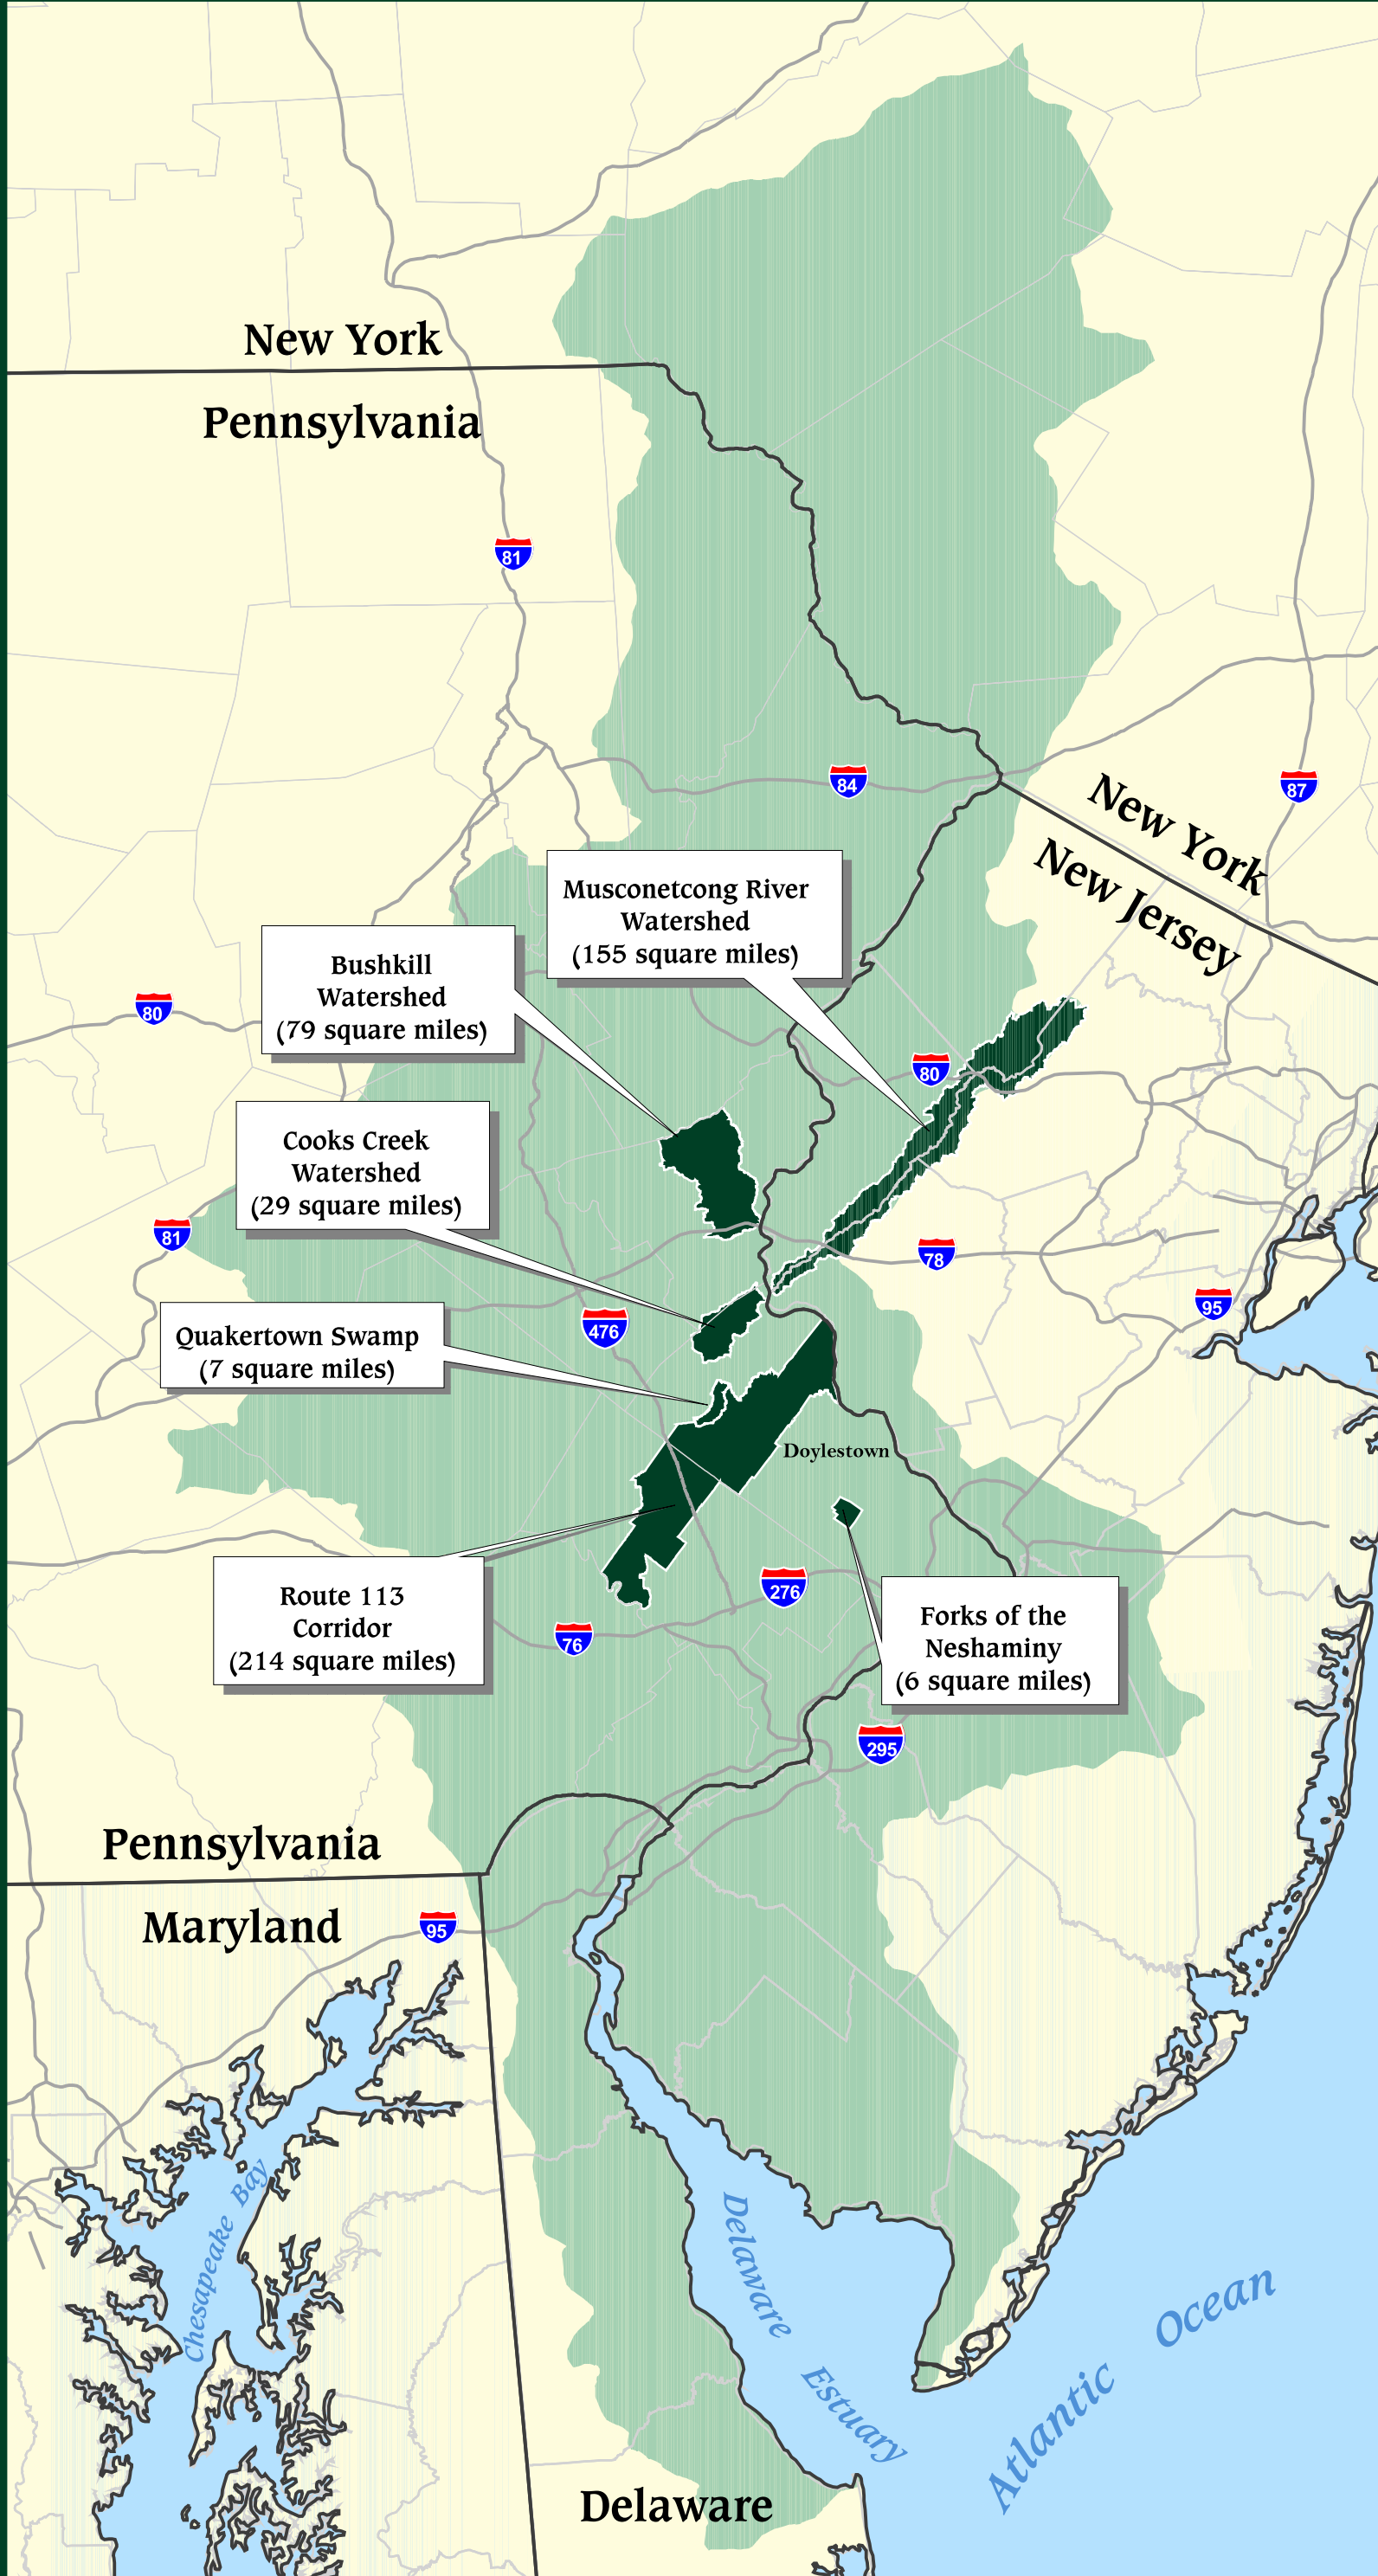 New York
Pennsylvania
81
84
87
New York
New Jersey
Musconetcong River
Watershed
(155 square miles)
Bushkill
Watershed
(79 square miles)
80
80
Cooks Creek
Watershed
(29 square miles)
81
78
95
476
Quakertown Swamp
(7 square miles)
Doylestown
Route 113
Corridor
(214 square miles)
276
76
Forks of the
Neshaminy
(6 square miles)
295
Pennsylvania
Maryland
95
Chesapeake Bay
Delaware
Estuary
Atlantic Ocean
Delaware